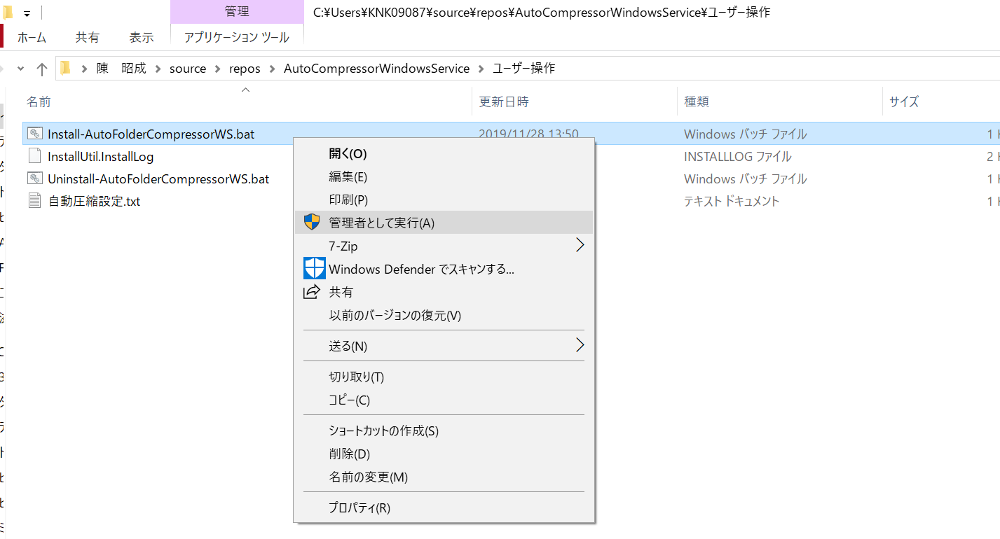 管理
C:¥Users¥KNK09087¥source¥repos¥AutoCompressorWindowsService¥ユーザー操作
ホーム 共有 表示 アプリケーション ツール
陳 昭成 source repos AutoCompressorWindowsService ユーザー操作
名前 更新日時 種類 サイズ
Install-AutoFolderCompressorWS.bat 2019/11/28 13:50 Windows バッチ ファイル 1
InstallUtil.InstallLog INSTALLLOG ファイル 2
Uninstall-AutoFolderCompressorWS.bat Windows バッチ ファイル 1
自動圧縮設定.txt テキスト ドキュメント 1
開く(O)
編集(E)
印刷(P)
管理者として実行(A)
7-Zip
Windows Defender でスキャンする...
共有
以前のバージョンの復元(V)
送る(N)
切り取り(T)
コピー(C)
ショートカットの作成(S)
削除(D)
名前の変更(M)
プロパティ(R)